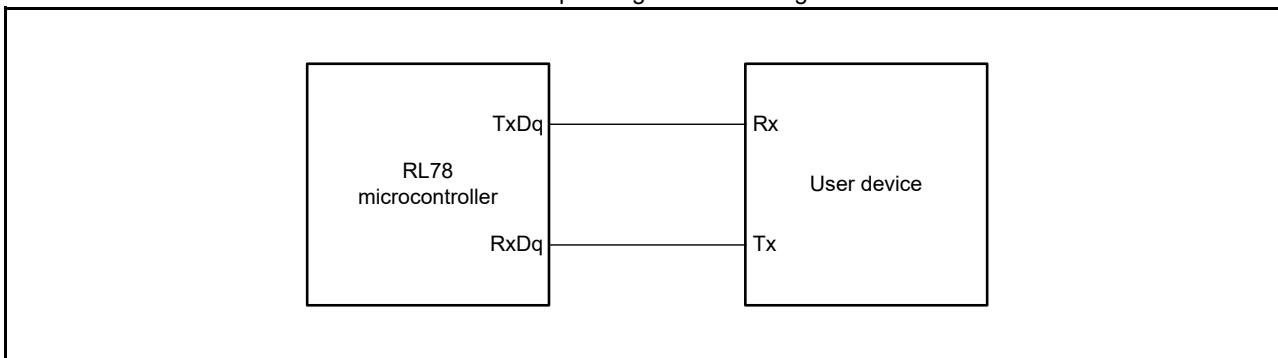 TxDq
Rx
RL78
microcontroller
User device
RxDq
Tx